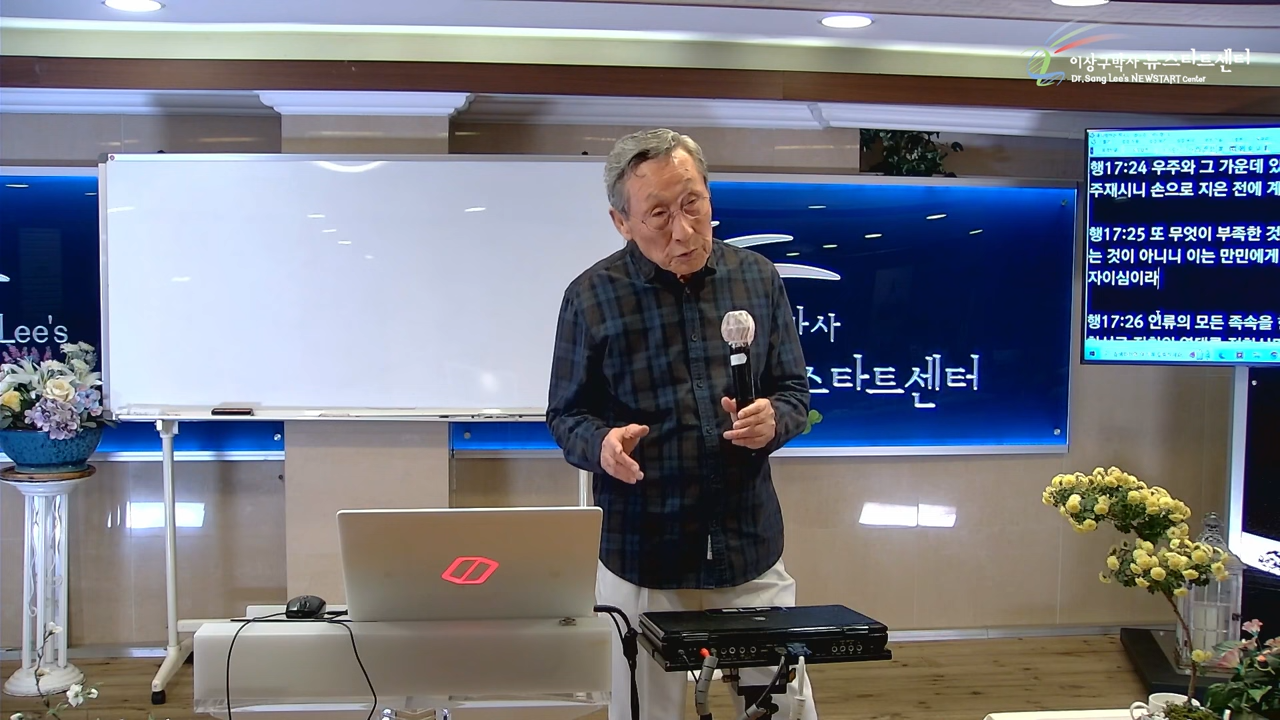 이상구박사 뉴스타트센터
Dr. Sang Lee's NEWSTART Center
행17:24 우주와 그 가운데 있
주재시니 손으로 지은 전에 계
행17:25 또 무엇이 부족한 것
는 것이 아니니 이는 만민에게
자이심이라
행17:26 인류의 모든 족속을
Lee's
박사
스타트센터